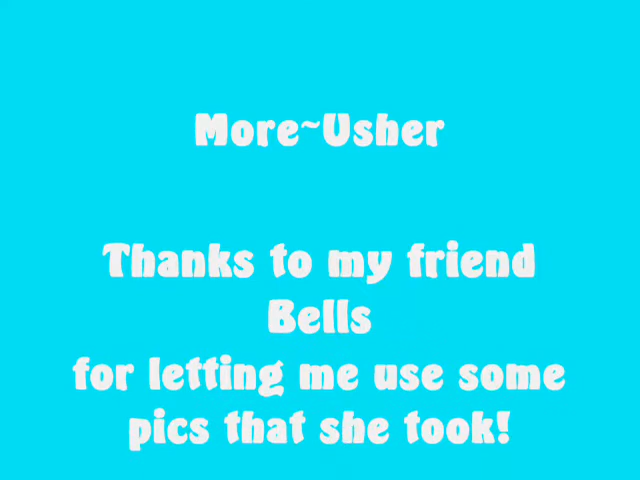 More~Usher
Thanks to my friend
Bells
for letting me use some
pics that she took!